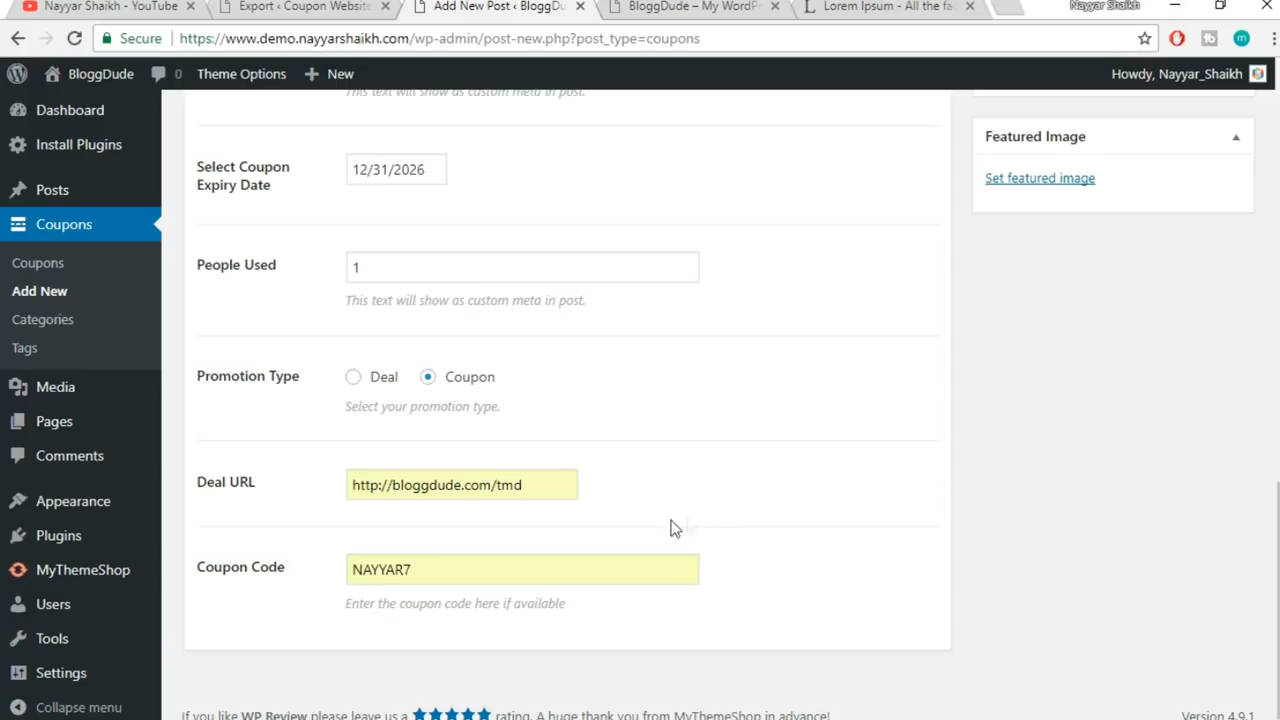 Nayyar Shaikh - YouTube
Export ‹ Coupon Website
Add New Post ‹ BloggDu
BloggDude – My WordPr
Lorem Ipsum - All the fa
Nayyar Shaikh
Secure
https://www.demo.nayyarshaikh.com/wp-admin/post-new.php?post_type=coupons
BloggDude
0
Theme Options
New
Howdy, Nayyar_Shaikh
Dashboard
Install Plugins
Posts
Coupons
Coupons
Add New
Categories
Tags
Media
Pages
Comments
Appearance
Plugins
MyThemeShop
Users
Tools
Settings
Collapse menu
This text will show as custom meta in post.
Select Coupon
Expiry Date
12/31/2026
People Used
1
This text will show as custom meta in post.
Promotion Type
Deal
Coupon
Select your promotion type.
Deal URL
http://bloggdude.com/tmd
Coupon Code
NAYYAR7
Enter the coupon code here if available
Featured Image
Set featured image
If you like WP Review please leave us a ★★★★★ rating. A huge thank you from MyThemeShop in advance!
Version 4.9.1